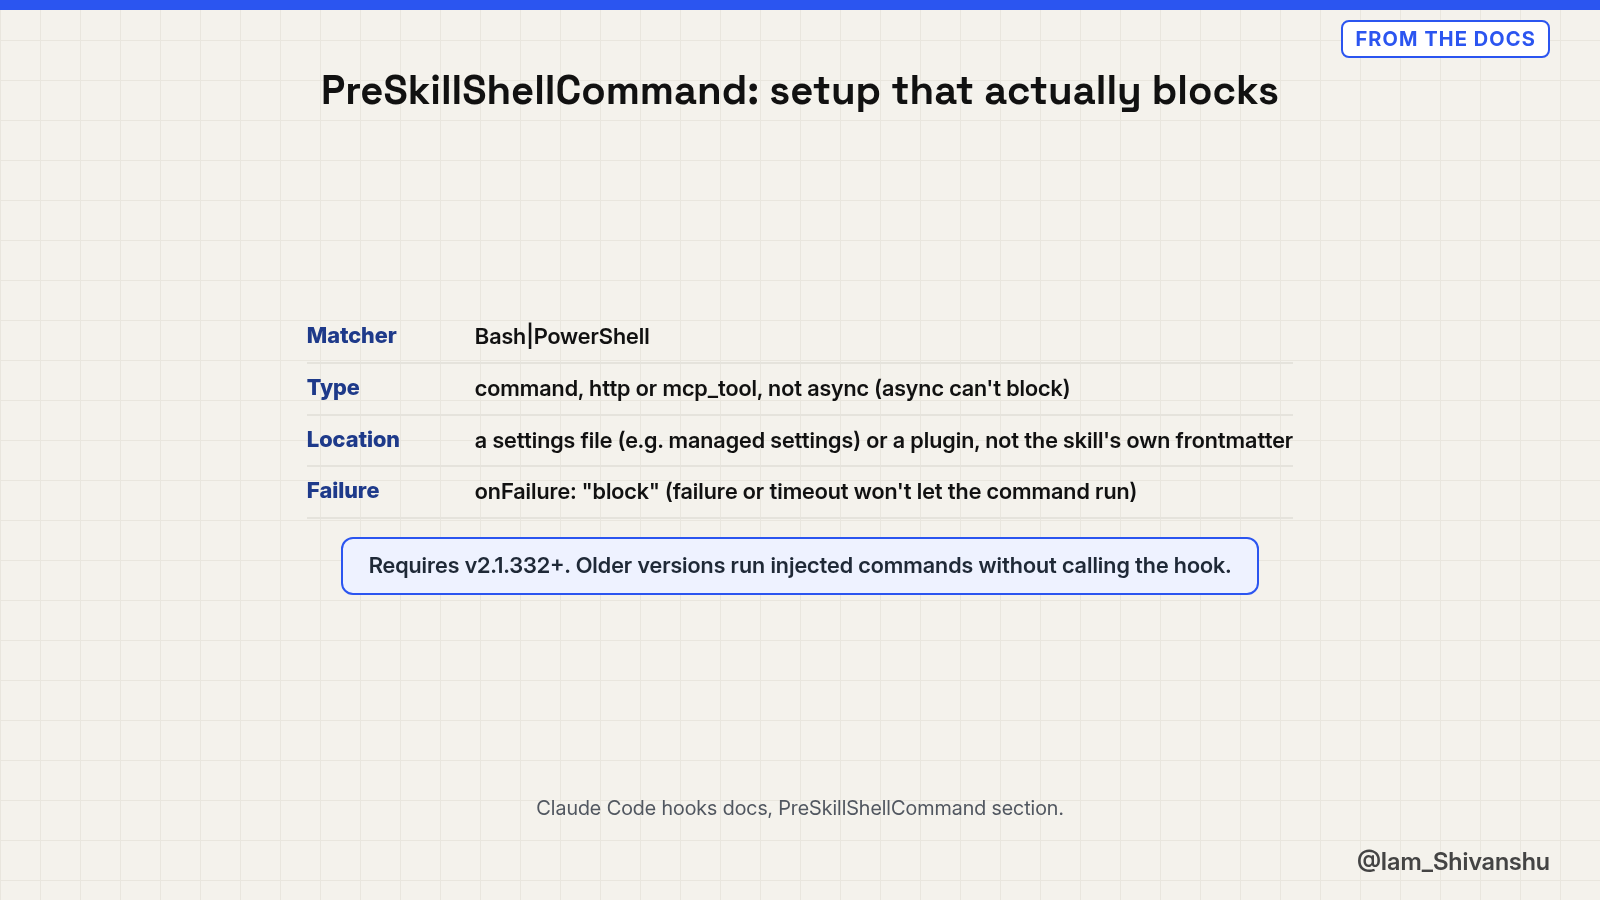 FROM THE DOCS
PreSkillShellCommand: setup that actually blocks
Matcher Bash|PowerShell
Type command, http or mcp_tool, not async (async can't block)
Location a settings file (e.g. managed settings) or a plugin, not the skill's own frontmatter
Failure onFailure: "block" (failure or timeout won't let the command run)
Requires v2.1.332+. Older versions run injected commands without calling the hook.
Claude Code hooks docs, PreSkillShellCommand section.
@Iam_Shivanshu